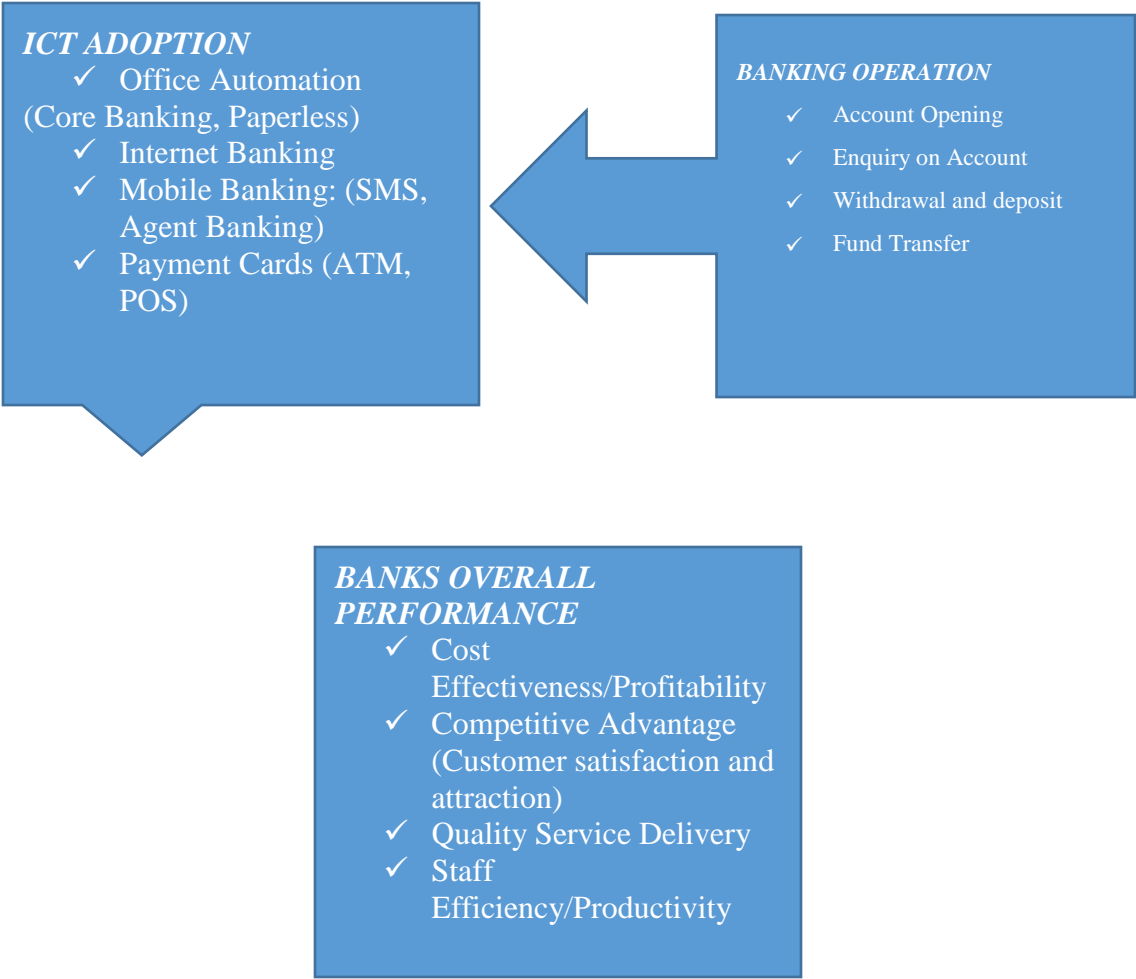 ICT ADOPTION
✓ Office Automation
(Core Banking, Paperless)
✓ Internet Banking
✓ Mobile Banking: (SMS,
Agent Banking)
✓ Payment Cards (ATM,
POS)
BANKING OPERATION
✓ Account Opening
✓ Enquiry on Account
✓ Withdrawal and deposit
✓ Fund Transfer
BANKS OVERALL
PERFORMANCE
✓ Cost
Effectiveness/Profitability
✓ Competitive Advantage
(Customer satisfaction and
attraction)
✓ Quality Service Delivery
✓ Staff
Efficiency/Productivity